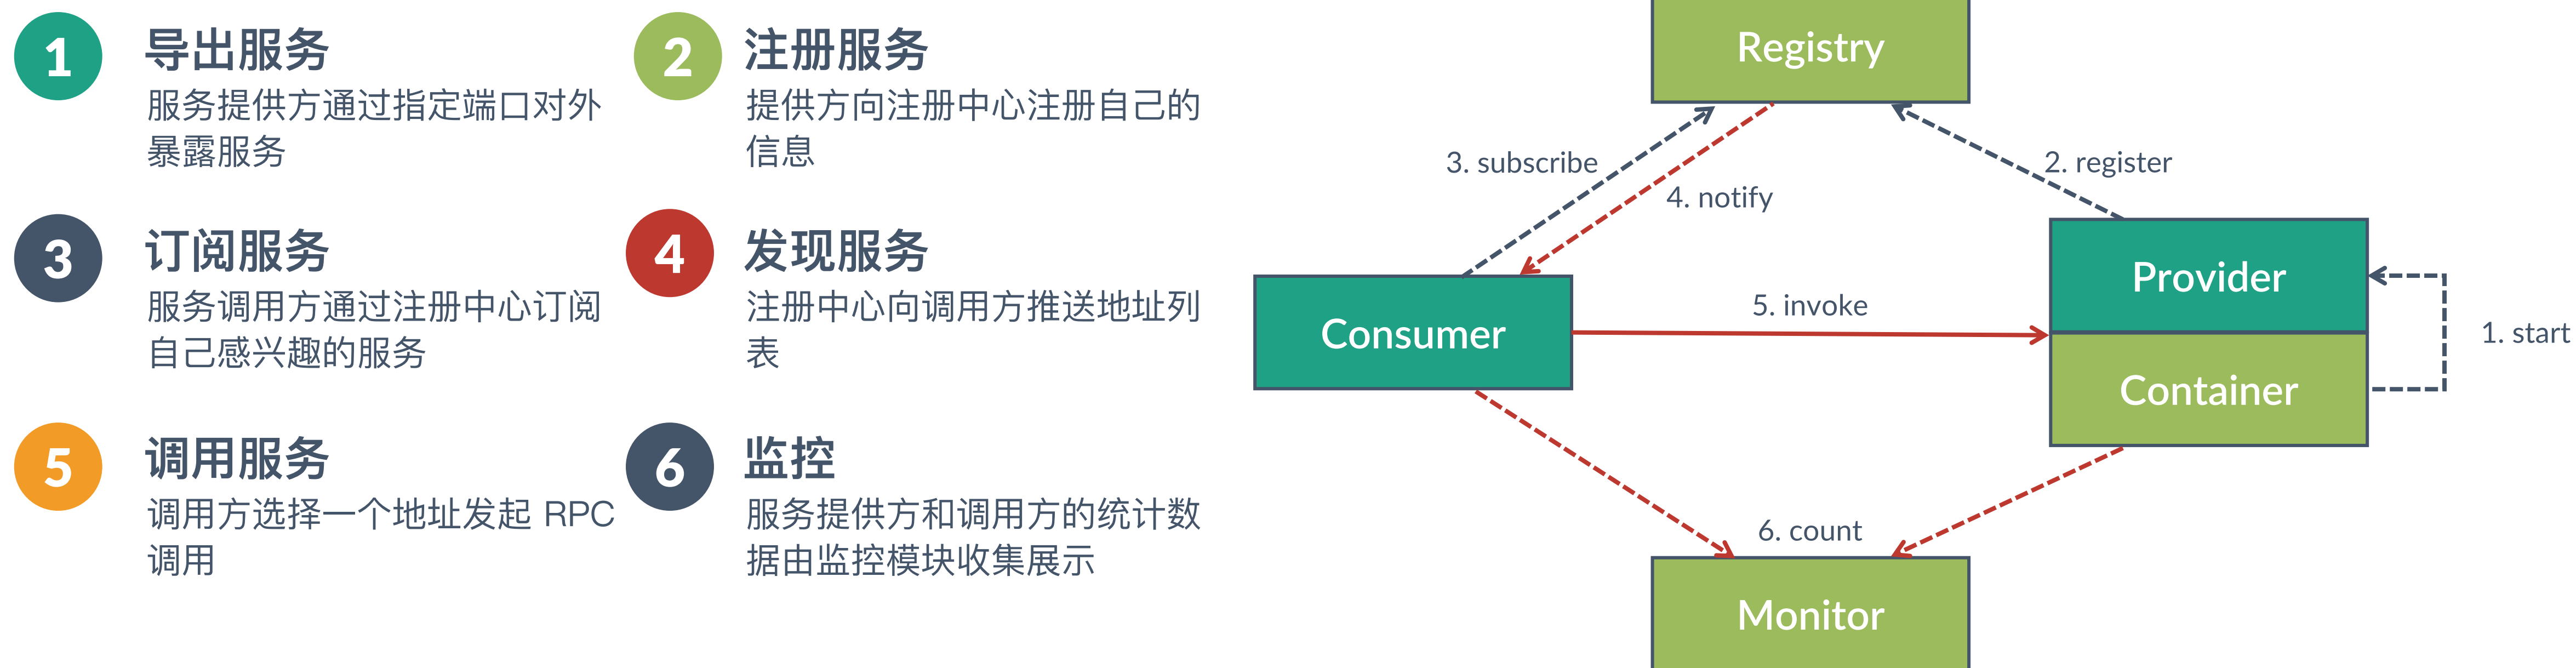 1
导出服务
服务提供方通过指定端口对外
暴露服务
2
注册服务
提供方向注册中心注册自己的
信息
3
订阅服务
服务调用方通过注册中心订阅
自己感兴趣的服务
4
发现服务
注册中心向调用方推送地址列
表
5
调用服务
调用方选择一个地址发起 RPC
调用
6
监控
服务提供方和调用方的统计数
据由监控模块收集展示
Registry
3. subscribe
2. register
4. notify
Provider
5. invoke
Consumer
1. start
Container
6. count
Monitor